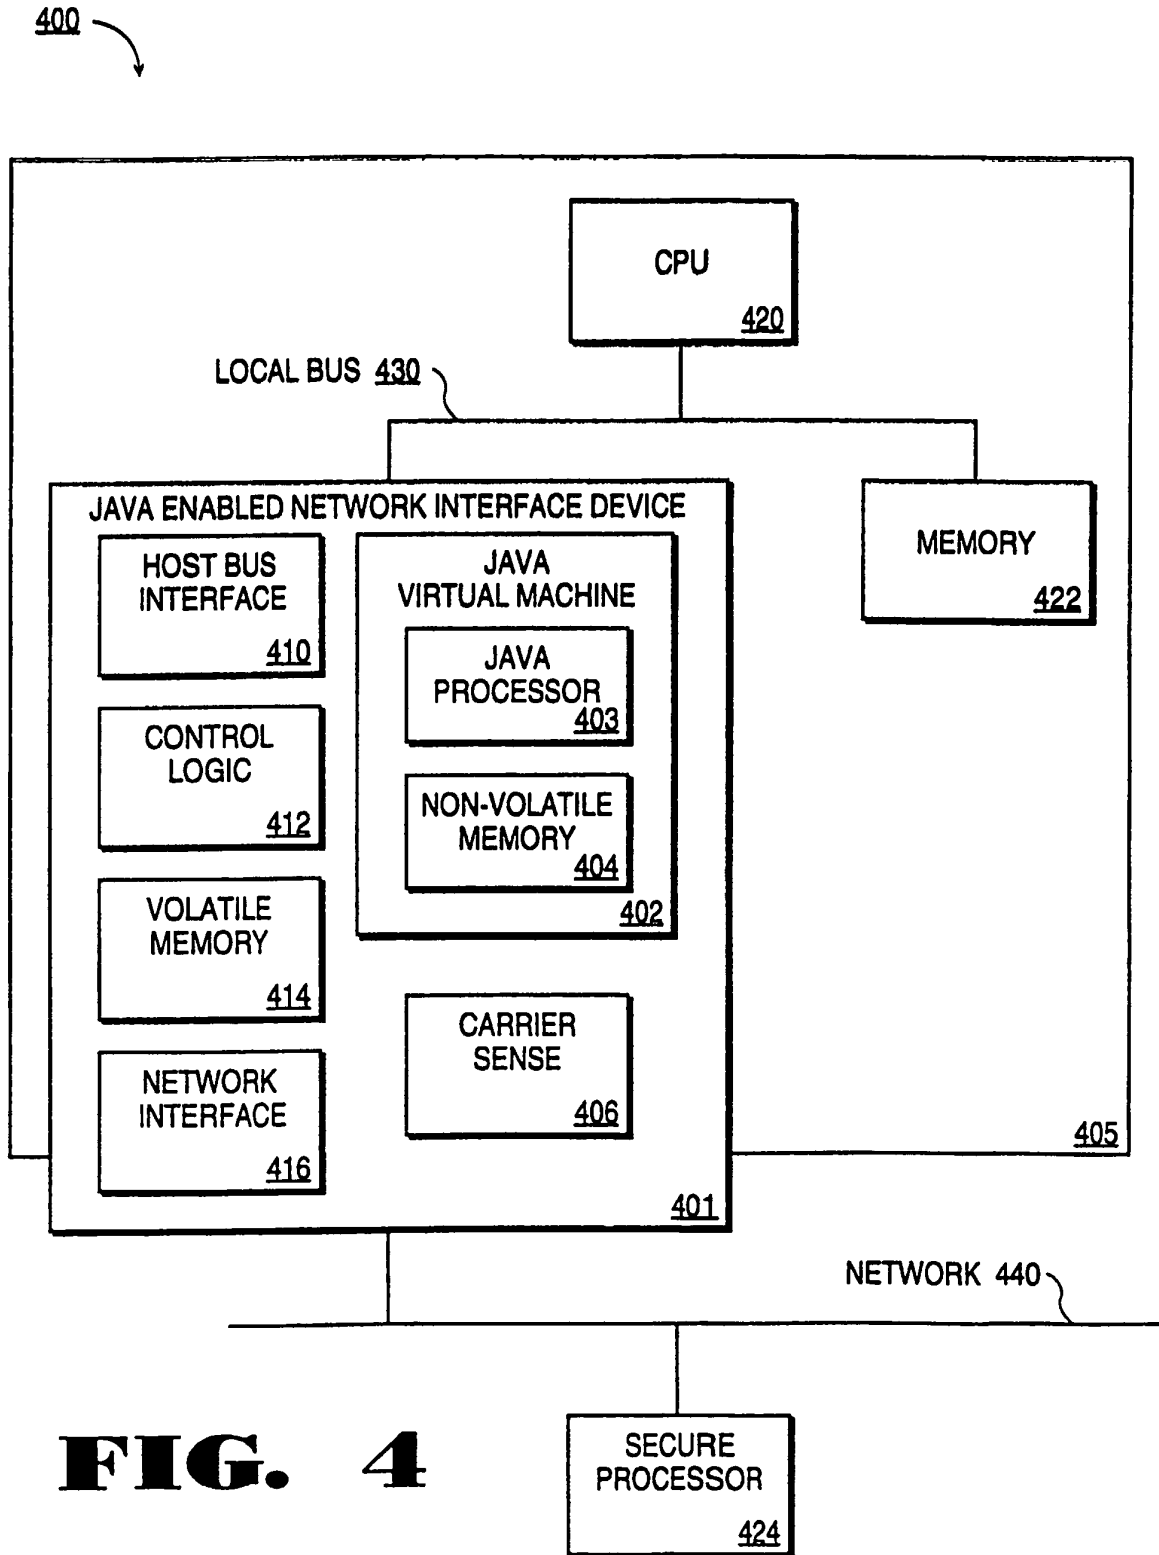 400
CPU
420
LOCAL BUS 430
JAVA ENABLED NETWORK INTERFACE DEVICE
HOST BUS
INTERFACE
410
JAVA
VIRTUAL MACHINE
JAVA
PROCESSOR
403
MEMORY
422
CONTROL
LOGIC
412
NON-VOLATILE
MEMORY
404
402
VOLATILE
MEMORY
414
CARRIER
SENSE
406
NETWORK
INTERFACE
416
401
405
NETWORK 440
SECURE
PROCESSOR
424
FIG. 4